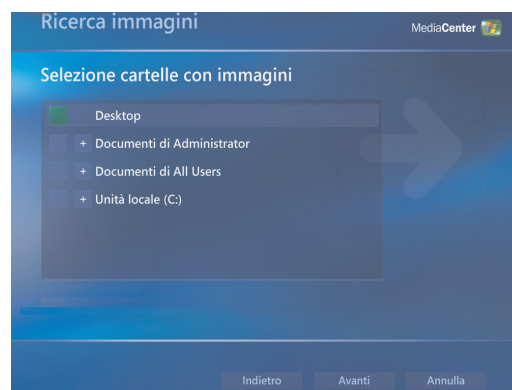 Ricerca immagini
MediaCenter
Selezione cartelle con immagini
Desktop
+ Documenti di Administrator
+ Documenti di All Users
+ Unità locale (C:)
Indietro Avanti Annulla